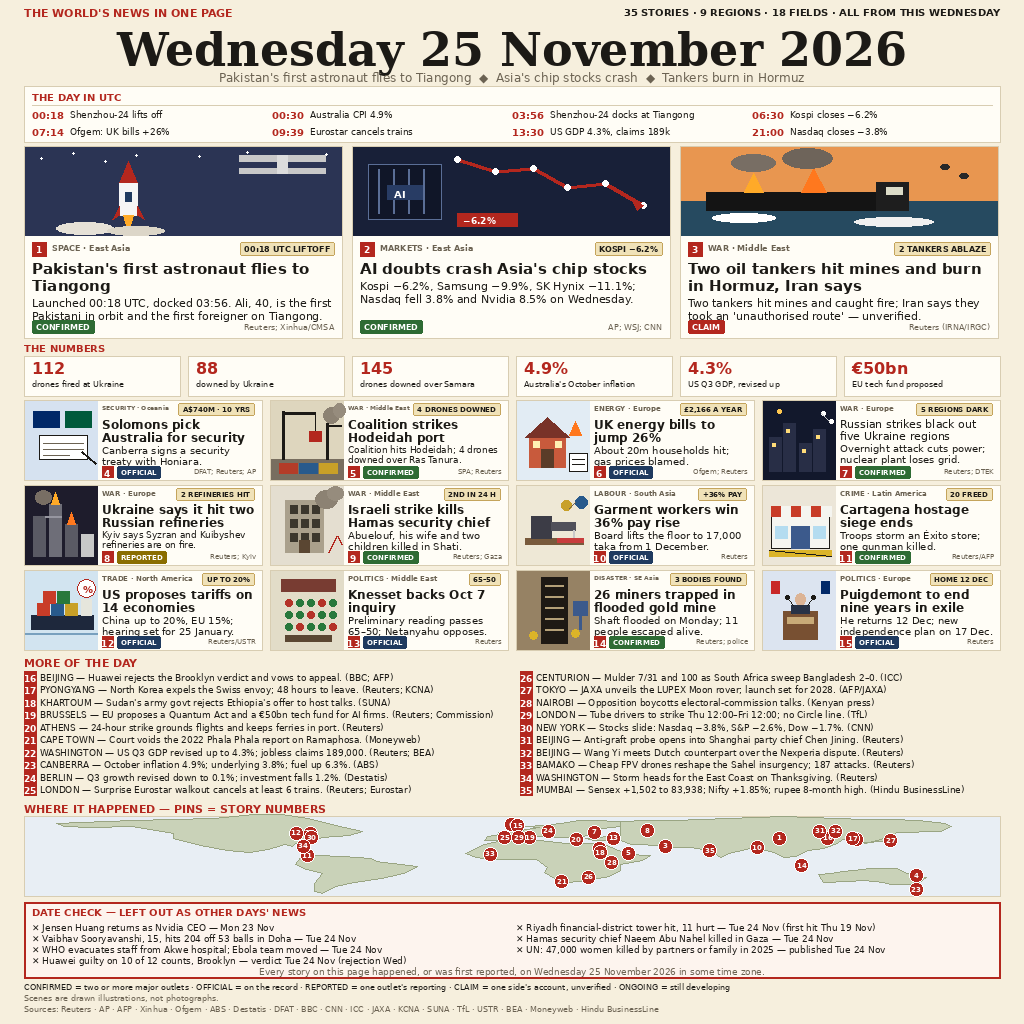 THE WORLD'S NEWS IN ONE PAGE
35 STORIES · 9 REGIONS · 18 FIELDS · ALL FROM THIS WEDNESDAY
Wednesday 25 November 2026
Pakistan's first astronaut flies to Tiangong ◆ Asia's chip stocks crash ◆ Tankers burn in Hormuz
THE DAY IN UTC
00:18 Shenzhou-24 lifts off
00:30 Australia CPI 4.9%
03:56 Shenzhou-24 docks at Tiangong
06:30 Kospi closes −6.2%
07:14 Ofgem: UK bills +26%
09:39 Eurostar cancels trains
13:30 US GDP 4.3%, claims 189k
21:00 Nasdaq closes −3.8%
1 SPACE · East Asia
00:18 UTC LIFTOFF
Pakistan's first astronaut flies to
Tiangong
Launched 00:18 UTC, docked 03:56. Ali, 40, is the first
Pakistani in orbit and the first foreigner on Tiangong.
CONFIRMED
Reuters; Xinhua/CMSA
AI
−6.2%
2 MARKETS · East Asia
KOSPI −6.2%
AI doubts crash Asia's chip stocks
Kospi −6.2%, Samsung −9.9%, SK Hynix −11.1%;
Nasdaq fell 3.8% and Nvidia 8.5% on Wednesday.
CONFIRMED
AP; WSJ; CNN
3 WAR · Middle East
2 TANKERS ABLAZE
Two oil tankers hit mines and burn
in Hormuz, Iran says
Two tankers hit mines and caught fire; Iran says they
took an 'unauthorised route' — unverified.
CLAIM
Reuters (IRNA/IRGC)
THE NUMBERS
112
drones fired at Ukraine
88
downed by Ukraine
145
drones downed over Samara
4.9%
Australia's October inflation
4.3%
US Q3 GDP, revised up
€50bn
EU tech fund proposed
SECURITY · Oceania
A$740M · 10 YRS
Solomons pick
Australia for security
Canberra signs a security
treaty with Honiara.
4 OFFICIAL
DFAT; Reuters; AP
WAR · Middle East
4 DRONES DOWNED
Coalition strikes
Hodeidah port
Coalition hits Hodeidah; 4 drones
downed over Ras Tanura.
5 CONFIRMED
SPA; Reuters
ENERGY · Europe
£2,166 A YEAR
UK energy bills to
jump 26%
About 20m households hit;
gas prices blamed.
6 OFFICIAL
Ofgem; Reuters
WAR · Europe
5 REGIONS DARK
Russian strikes black out
five Ukraine regions
Overnight attack cuts power;
nuclear plant loses grid.
7 CONFIRMED
Reuters; DTEK
WAR · Europe
2 REFINERIES HIT
Ukraine says it hit two
Russian refineries
Kyiv says Syzran and Kuibyshev
refineries are on fire.
8 REPORTED
Reuters; Kyiv
WAR · Middle East
2ND IN 24 H
Israeli strike kills
Hamas security chief
Abuelouf, his wife and two
children killed in Shati.
9 CONFIRMED
Reuters; Gaza
LABOUR · South Asia
+36% PAY
Garment workers win
36% pay rise
Board lifts the floor to 17,000
taka from 1 December.
10 OFFICIAL
Reuters
CRIME · Latin America
20 FREED
Cartagena hostage
siege ends
Troops storm an Éxito store;
one gunman killed.
11 CONFIRMED
Reuters/AFP
%
TRADE · North America
UP TO 20%
US proposes tariffs on
14 economies
China up to 20%, EU 15%;
hearing set for 25 January.
12 OFFICIAL
Reuters/USTR
POLITICS · Middle East
65–50
Knesset backs Oct 7
inquiry
Preliminary reading passes
65–50; Netanyahu opposes.
13 OFFICIAL
Reuters
DISASTER · SE Asia
3 BODIES FOUND
26 miners trapped in
flooded gold mine
Shaft flooded on Monday; 11
people escaped alive.
14 CONFIRMED
Reuters; police
POLITICS · Europe
HOME 12 DEC
Puigdemont to end
nine years in exile
He returns 12 Dec; new
independence plan on 17 Dec.
15 OFFICIAL
Reuters
MORE OF THE DAY
16 BEIJING — Huawei rejects the Brooklyn verdict and vows to appeal. (BBC; AFP)
17 PYONGYANG — North Korea expels the Swiss envoy; 48 hours to leave. (Reuters; KCNA)
18 KHARTOUM — Sudan's army govt rejects Ethiopia's offer to host talks. (SUNA)
19 BRUSSELS — EU proposes a Quantum Act and a €50bn tech fund for AI firms. (Reuters; Commission)
20 ATHENS — 24-hour strike grounds flights and keeps ferries in port. (Reuters)
21 CAPE TOWN — Court voids the 2022 Phala Phala report on Ramaphosa. (Moneyweb)
22 WASHINGTON — US Q3 GDP revised up to 4.3%; jobless claims 189,000. (Reuters; BEA)
23 CANBERRA — October inflation 4.9%; underlying 3.8%; fuel up 6.3%. (ABS)
24 BERLIN — Q3 growth revised down to 0.1%; investment falls 1.2%. (Destatis)
25 LONDON — Surprise Eurostar walkout cancels at least 6 trains. (Reuters; Eurostar)
26 CENTURION — Mulder 7/31 and 100 as South Africa sweep Bangladesh 2–0. (ICC)
27 TOKYO — JAXA unveils the LUPEX Moon rover; launch set for 2028. (AFP/JAXA)
28 NAIROBI — Opposition boycotts electoral-commission talks. (Kenyan press)
29 LONDON — Tube drivers to strike Thu 12:00–Fri 12:00; no Circle line. (TfL)
30 NEW YORK — Stocks slide: Nasdaq −3.8%, S&P −2.6%, Dow −1.7%. (CNN)
31 BEIJING — Anti-graft probe opens into Shanghai party chief Chen Jining. (Reuters)
32 BEIJING — Wang Yi meets Dutch counterpart over the Nexperia dispute. (Reuters)
33 BAMAKO — Cheap FPV drones reshape the Sahel insurgency; 187 attacks. (Reuters)
34 WASHINGTON — Storm heads for the East Coast on Thanksgiving. (Reuters)
35 MUMBAI — Sensex +1,502 to 83,938; Nifty +1.85%; rupee 8-month high. (Hindu BusinessLine)
WHERE IT HAPPENED — PINS = STORY NUMBERS
12 30 34 11 33 25 29 19 15 24 20 7 13 18 28 5 21 26 8 3 35 10 1 14 31 32 17 27 4 23
DATE CHECK — LEFT OUT AS OTHER DAYS' NEWS
✕ Jensen Huang returns as Nvidia CEO — Mon 23 Nov
✕ Vaibhav Sooryavanshi, 15, hits 204 off 53 balls in Doha — Tue 24 Nov
✕ WHO evacuates staff from Akwe hospital; Ebola team moved — Tue 24 Nov
✕ Huawei guilty on 10 of 12 counts, Brooklyn — verdict Tue 24 Nov (rejection Wed)
✕ Riyadh financial-district tower hit, 11 hurt — Tue 24 Nov (first hit Thu 19 Nov)
✕ Hamas security chief Naeem Abu Nahel killed in Gaza — Tue 24 Nov
✕ UN: 47,000 women killed by partners or family in 2025 — published Tue 24 Nov
Every story on this page happened, or was first reported, on Wednesday 25 November 2026 in some time zone.
CONFIRMED = two or more major outlets · OFFICIAL = on the record · REPORTED = one outlet's reporting · CLAIM = one side's account, unverified · ONGOING = still developing
Scenes are drawn illustrations, not photographs.
Sources: Reuters · AP · AFP · Xinhua · Ofgem · ABS · Destatis · DFAT · BBC · CNN · ICC · JAXA · KCNA · SUNA · TfL · USTR · BEA · Moneyweb · Hindu BusinessLine